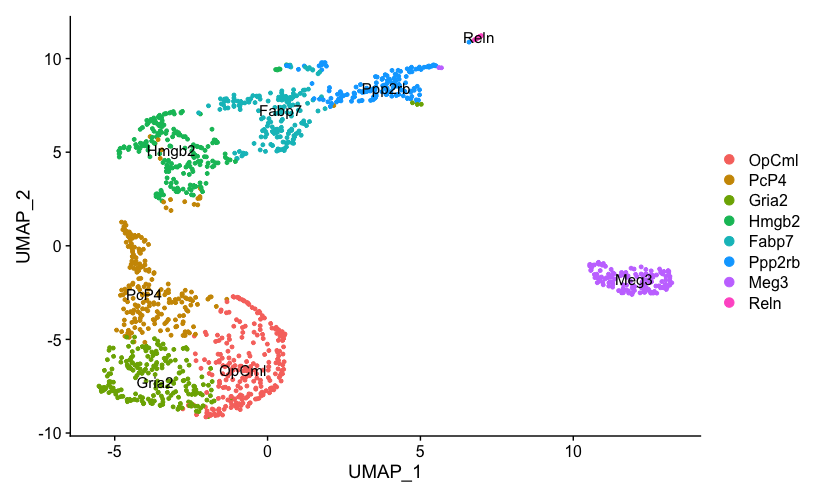 Reln
10
Ppp2rb
Fabp7
Hmgb2
5
OpCml
PcP4
Gria2
Hmgb2
Fabp7
Ppp2rb
Meg3
Reln
UMAP_2
0
Meg3
PcP4
-5
OpCml
Gria2
-10
-5
0
5
10
UMAP_1